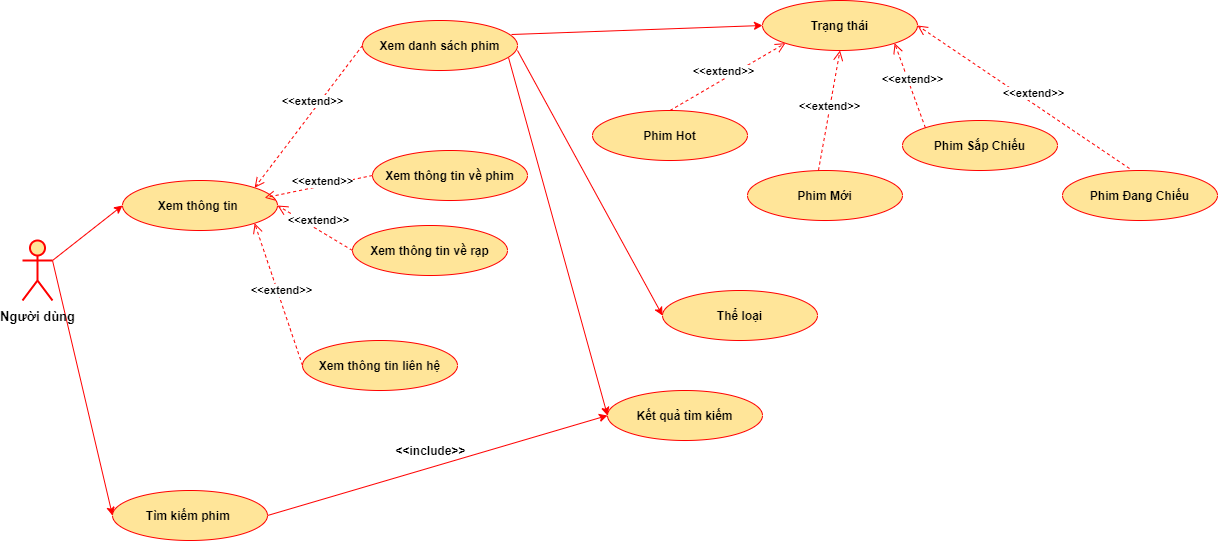 Xem danh sách phim
Trạng thái
<<extend>>
<<extend>>
<<extend>>
<<extend>>
<<extend>>
<<extend>>
Phim Hot
Phim Sắp Chiếu
Phim Mới
Phim Đang Chiếu
Xem thông tin về phim
<<extend>>
Xem thông tin
<<extend>>
Xem thông tin về rạp
<<extend>>
Người dùng
Thể loại
Xem thông tin liên hệ
Kết quả tìm kiếm
<<include>>
Tìm kiếm phim